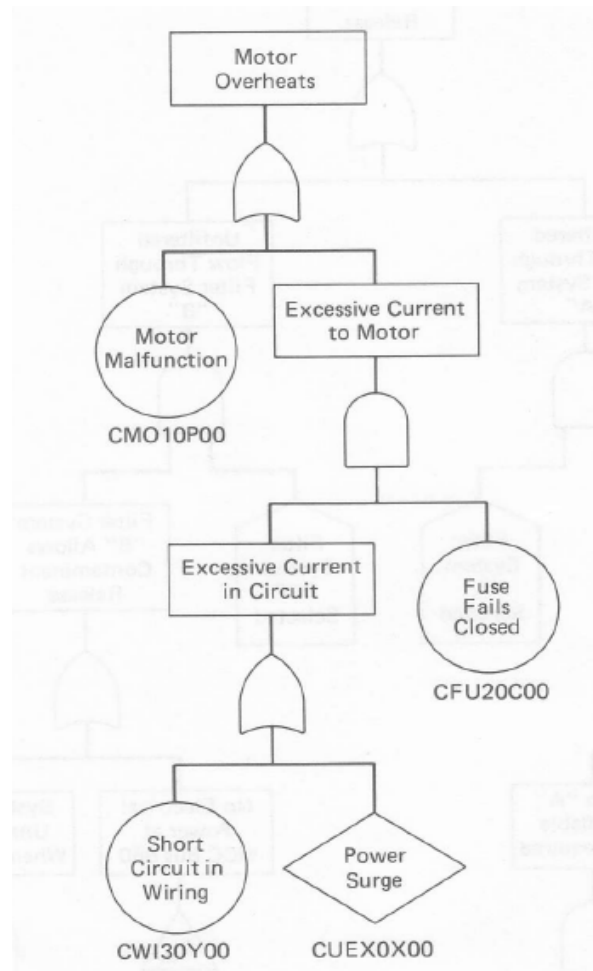 Motor
Overheats
Motor
Malfunction
CMO10P00
Excessive Current
to Motor
Excessive Current
in Circuit
Fuse
Fails
Closed
CFU20C00
Short
Circuit in
Wiring
CWI30Y00
Power
Surge
CUEX0X00